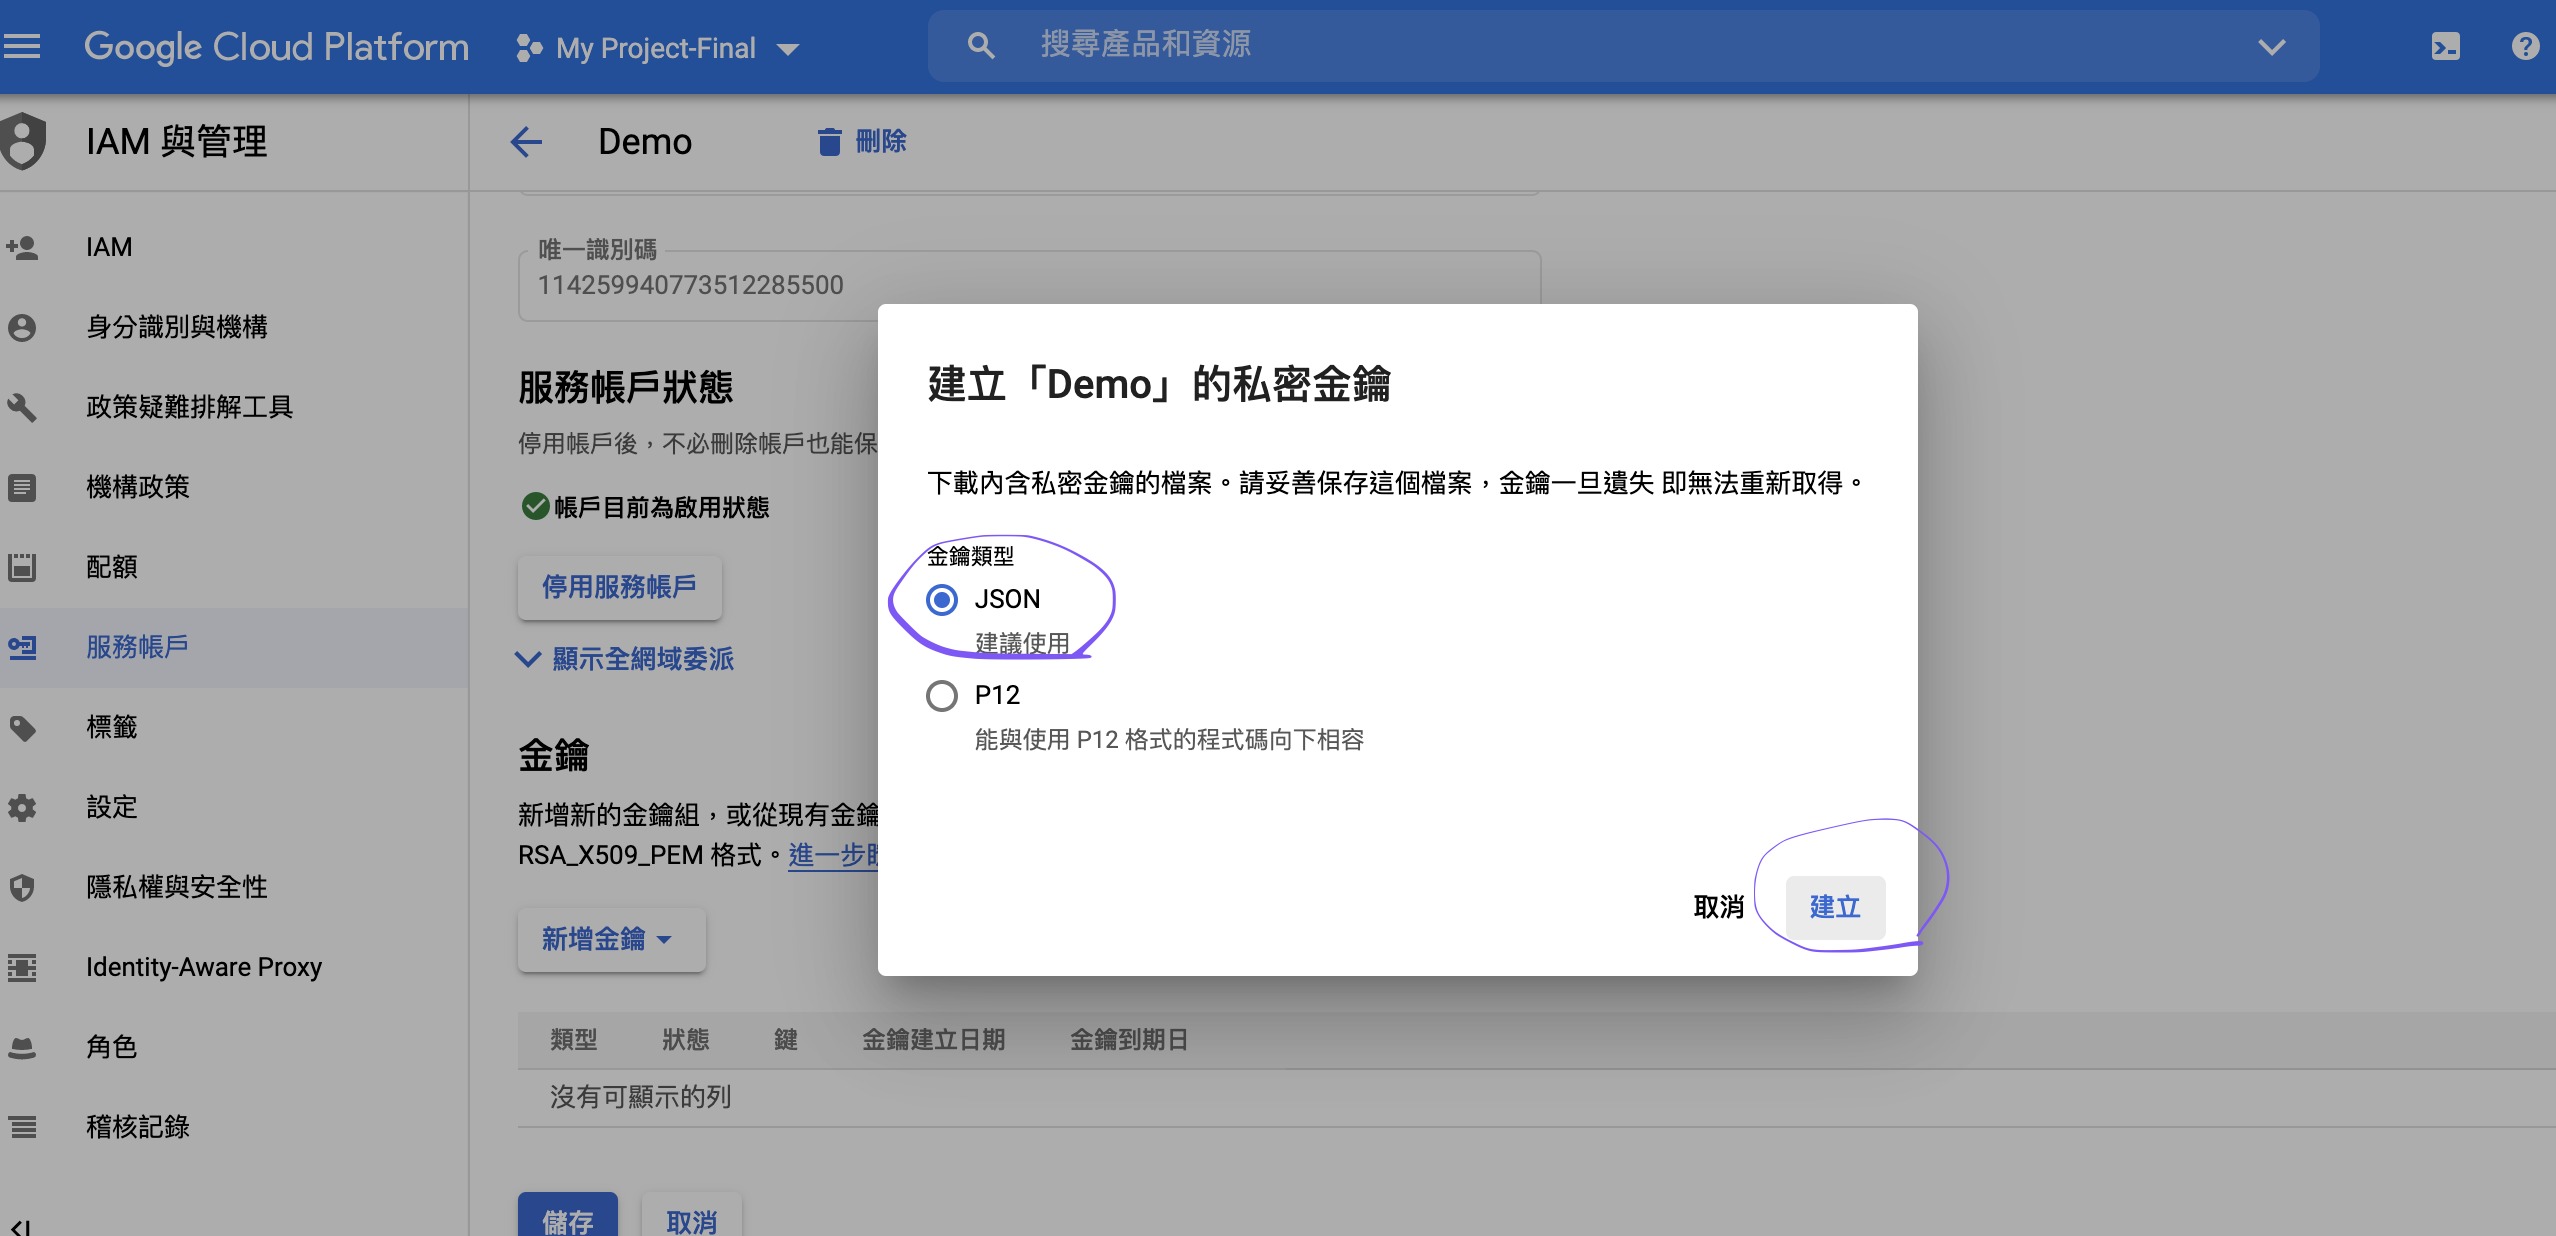 Google Cloud Platform
My Project-Final
搜尋產品和資源
IAM 與管理
Demo
刪除
IAM
身分識別與機構
政策疑難排解工具
機構政策
配額
服務帳戶
標籤
設定
隱私權與安全性
Identity-Aware Proxy
角色
稽核記錄
唯一識別碼
114259940773512285500
服務帳戶狀態
停用帳戶後，不必刪除帳戶也能保
帳戶目前為啟用狀態
停用服務帳戶
顯示全網域委派
金鑰
新增新的金鑰組，或從現有金鑰
RSA_X509_PEM 格式。進一步
新增金鑰
類型 狀態 鍵 金鑰建立日期 金鑰到期日
沒有可顯示的列
儲存 取消
建立「Demo」的私密金鑰
下載內含私密金鑰的檔案。請妥善保存這個檔案，金鑰一旦遺失 即無法重新取得。
金鑰類型
JSON
建議使用
P12
能與使用 P12 格式的程式碼向下相容
取消 建立